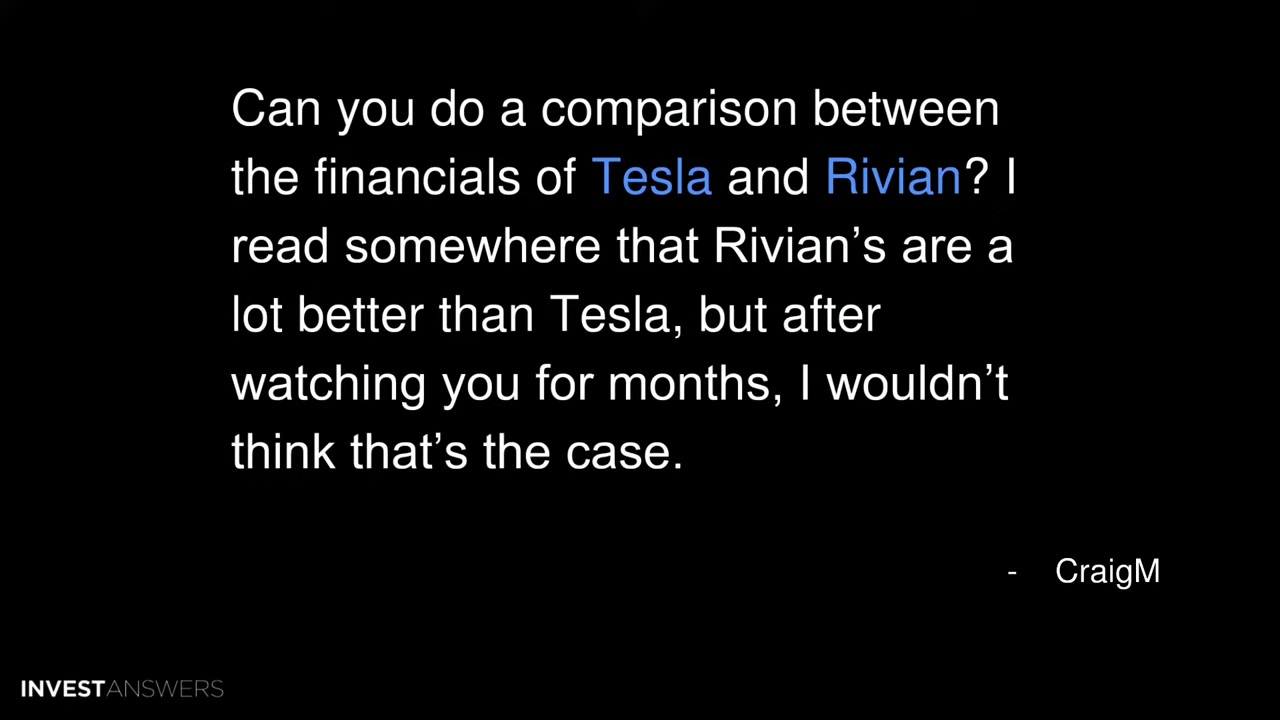 Can you do a comparison between
the financials of Tesla and Rivian? I
read somewhere that Rivian’s are a
lot better than Tesla, but after
watching you for months, I wouldn’t
think that’s the case.
- CraigM
INVESTANSWERS